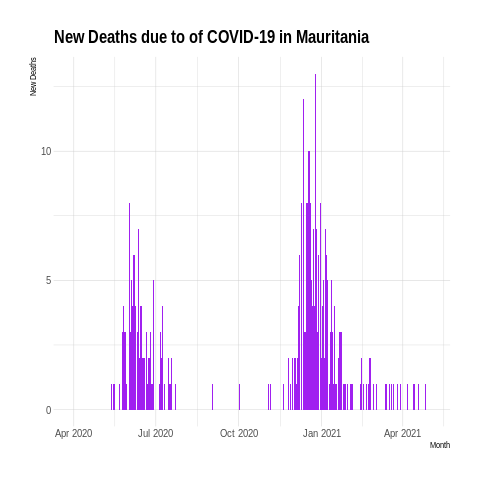 New Deaths due to of COVID-19 in Mauritania
New Deaths
10
5
0
Apr 2020 Jul 2020 Oct 2020 Jan 2021 Apr 2021
Month